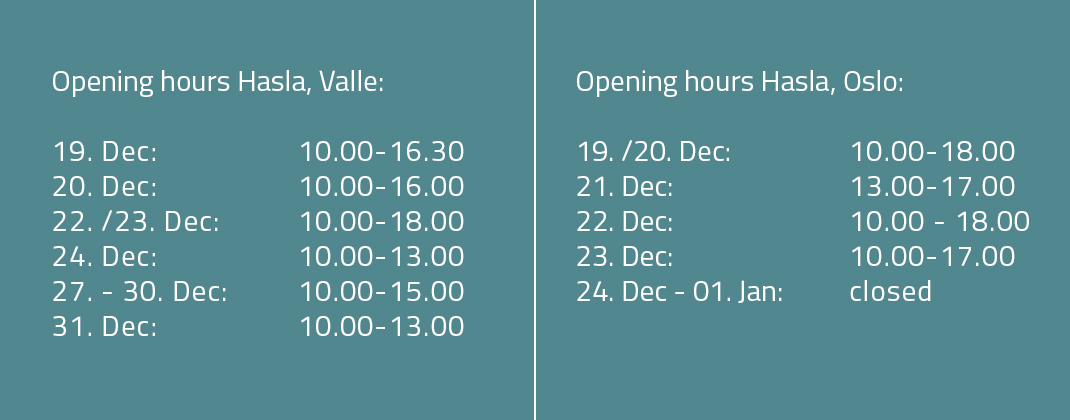 Opening hours Hasla, Valle:
19. Dec: 10.00-16.30
20. Dec: 10.00-16.00
22. /23. Dec: 10.00-18.00
24. Dec: 10.00-13.00
27. - 30. Dec: 10.00-15.00
31. Dec: 10.00-13.00
Opening hours Hasla, Oslo:
19. /20. Dec: 10.00-18.00
21. Dec: 13.00-17.00
22. Dec: 10.00 - 18.00
23. Dec: 10.00-17.00
24. Dec - 01. Jan: closed